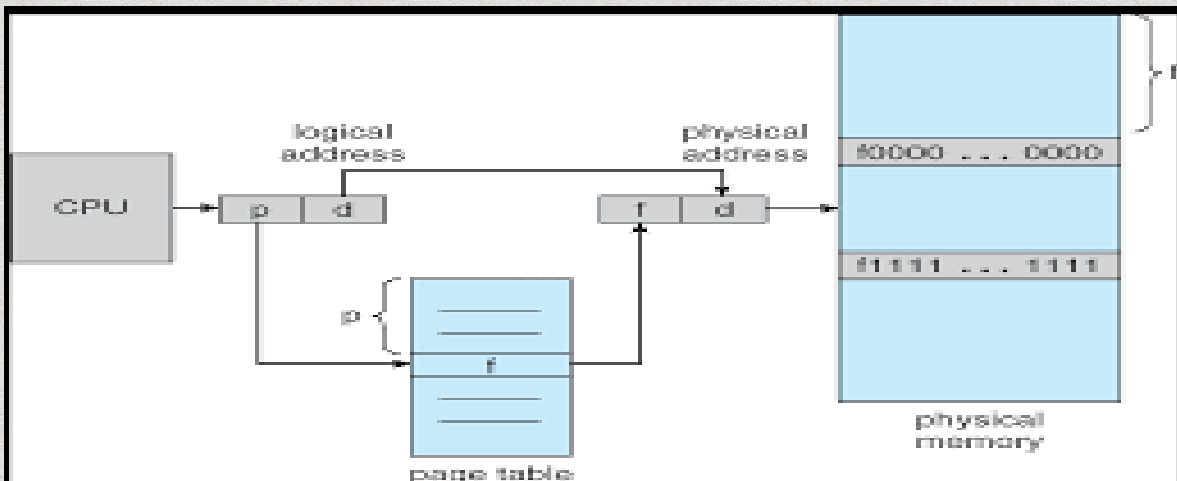 logical
address
physical
address
f0000 ... 0000
CPU
p
d
f
d
f1111 ... 1111
p
f
physical
memory
page table